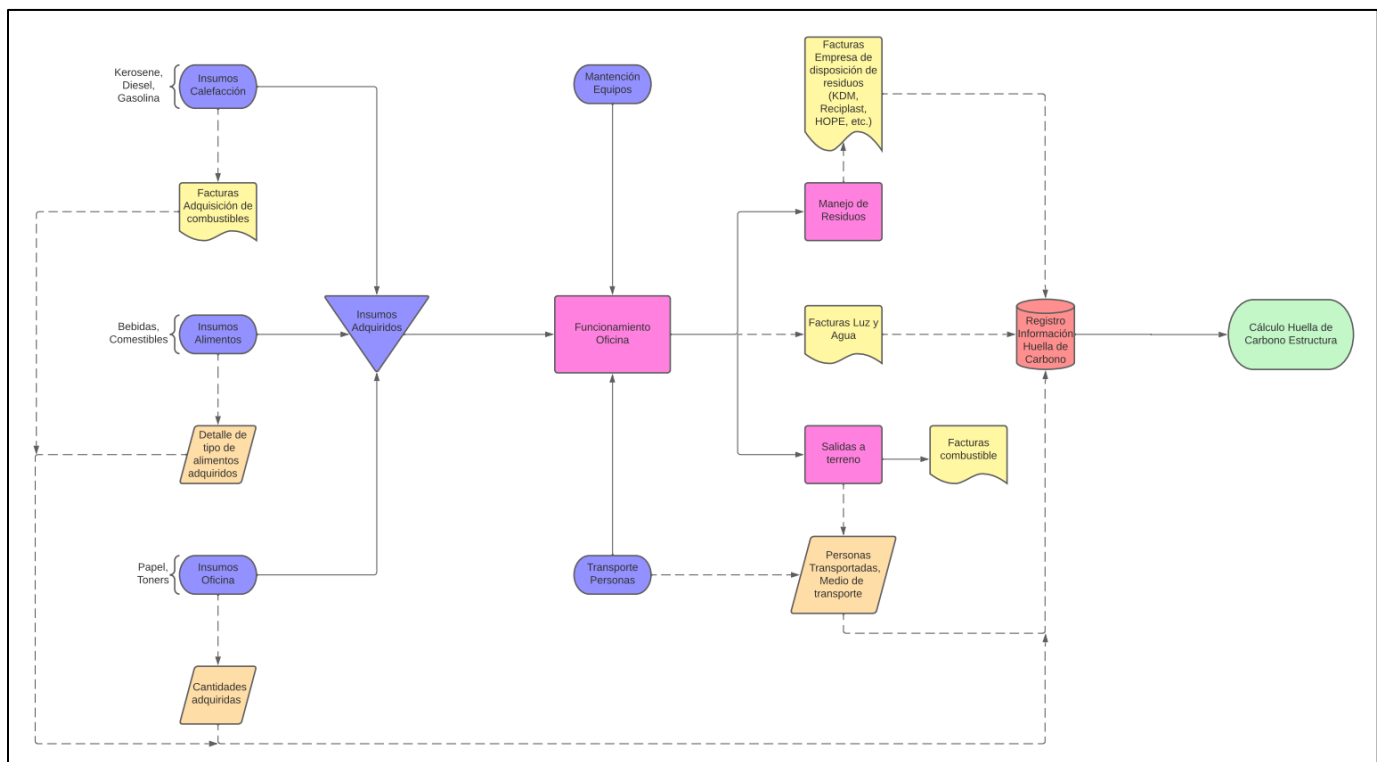 Kerosene,
Diesel,
Gasolina
Insumos
Calefacción
Facturas
Adquisición de
combustibles
Bebidas,
Comestibles
Insumos
Alimentos
Detalle de
tipo de
alimentos
adquiridos
Papel,
Toners
Insumos
Oficina
Cantidades
adquiridas
Insumos
Adquiridos
Mantención
Equipos
Funcionamiento
Oficina
Transporte
Personas
Facturas
Empresa de
disposición de
residuos
(KDM,
Reciplast,
HOPE, etc.)
Manejo de
Residuos
Facturas Luz y
Agua
Salidas a
terreno
Facturas
combustible
Personas
Transportadas,
Medio de
transporte
Registro
Información
Huella de
Carbono
Cálculo Huella de
Carbono Estructura